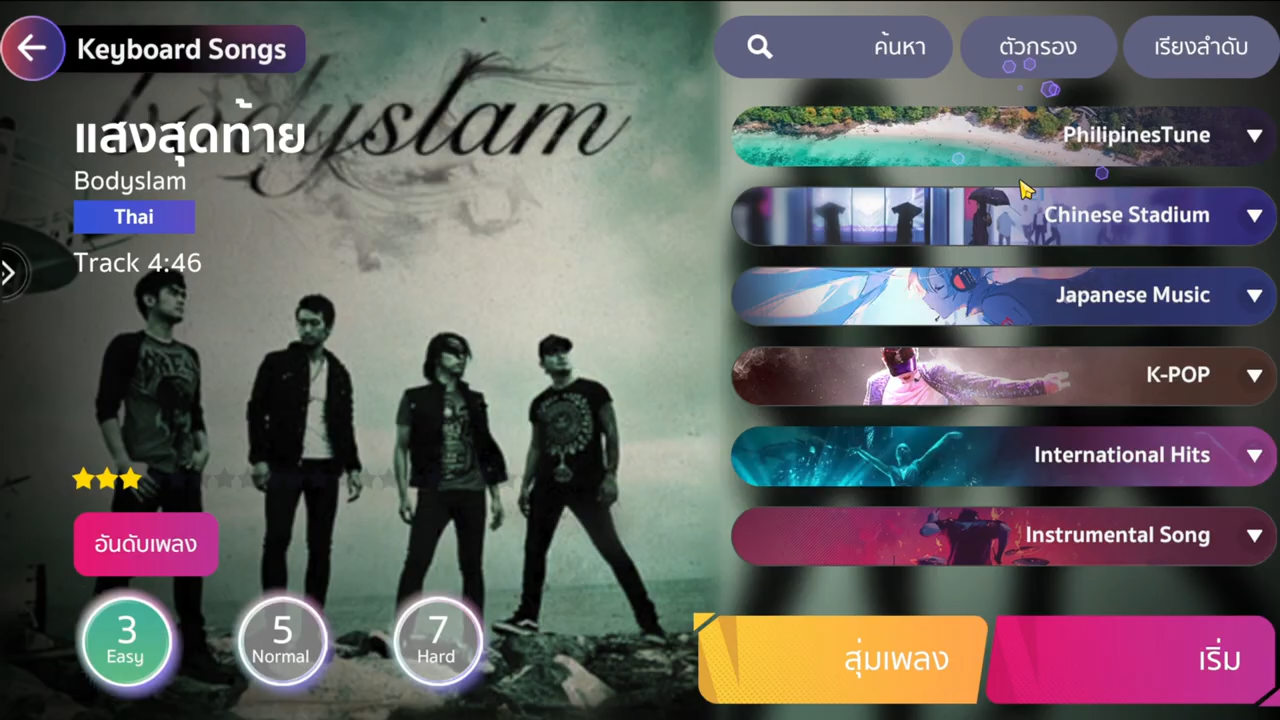 Keyboard Songs
bodyslam
แสงสุดท้าย
Bodyslam
Thai
Track 4:46
อันดับเพลง
3
Easy
5
Normal
7
Hard
ค้นหา
ตัวกรอง
เรียงลำดับ
PhilipinesTune
Chinese Stadium
Japanese Music
K-POP
International Hits
Instrumental Song
สุ่มเพลง
เริ่ม